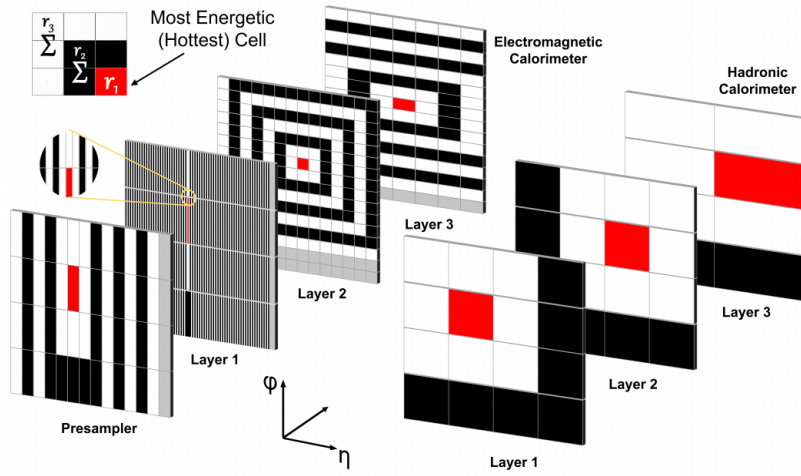 r₃
Σ
r₂
Σ
r₁
Most Energetic
(Hottest) Cell
Electromagnetic
Calorimeter
Hadronic
Calorimeter
Layer 3
Layer 2
Layer 1
Presampler
Layer 3
Layer 2
Layer 1
φ
η